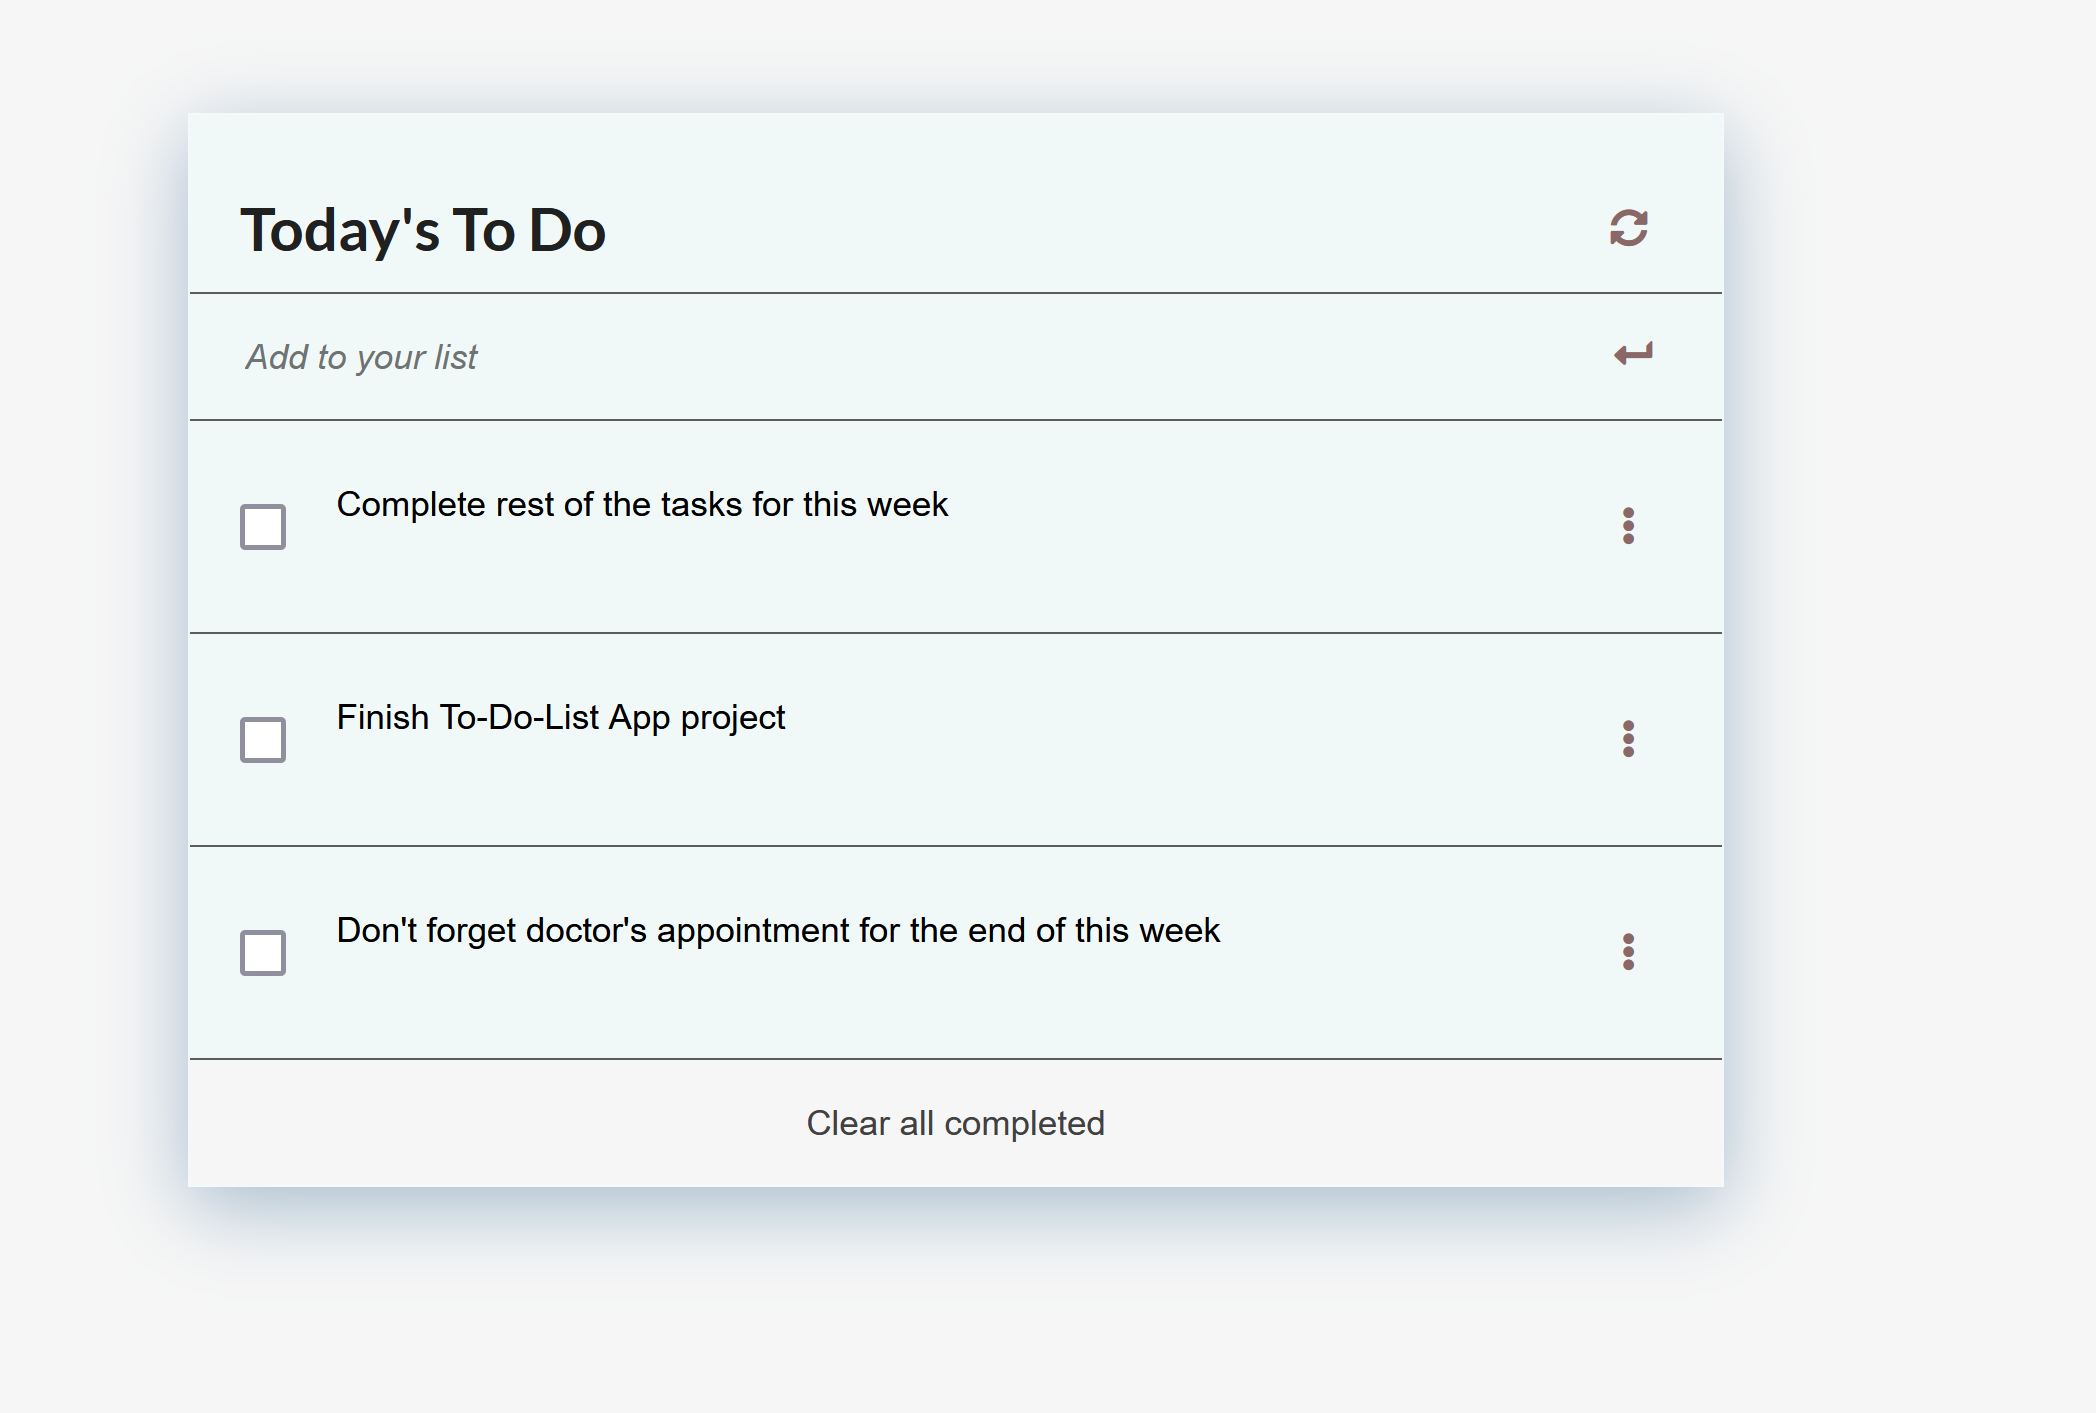 Today's To Do
Add to your list
Complete rest of the tasks for this week
Finish To-Do-List App project
Don't forget doctor's appointment for the end of this week
Clear all completed